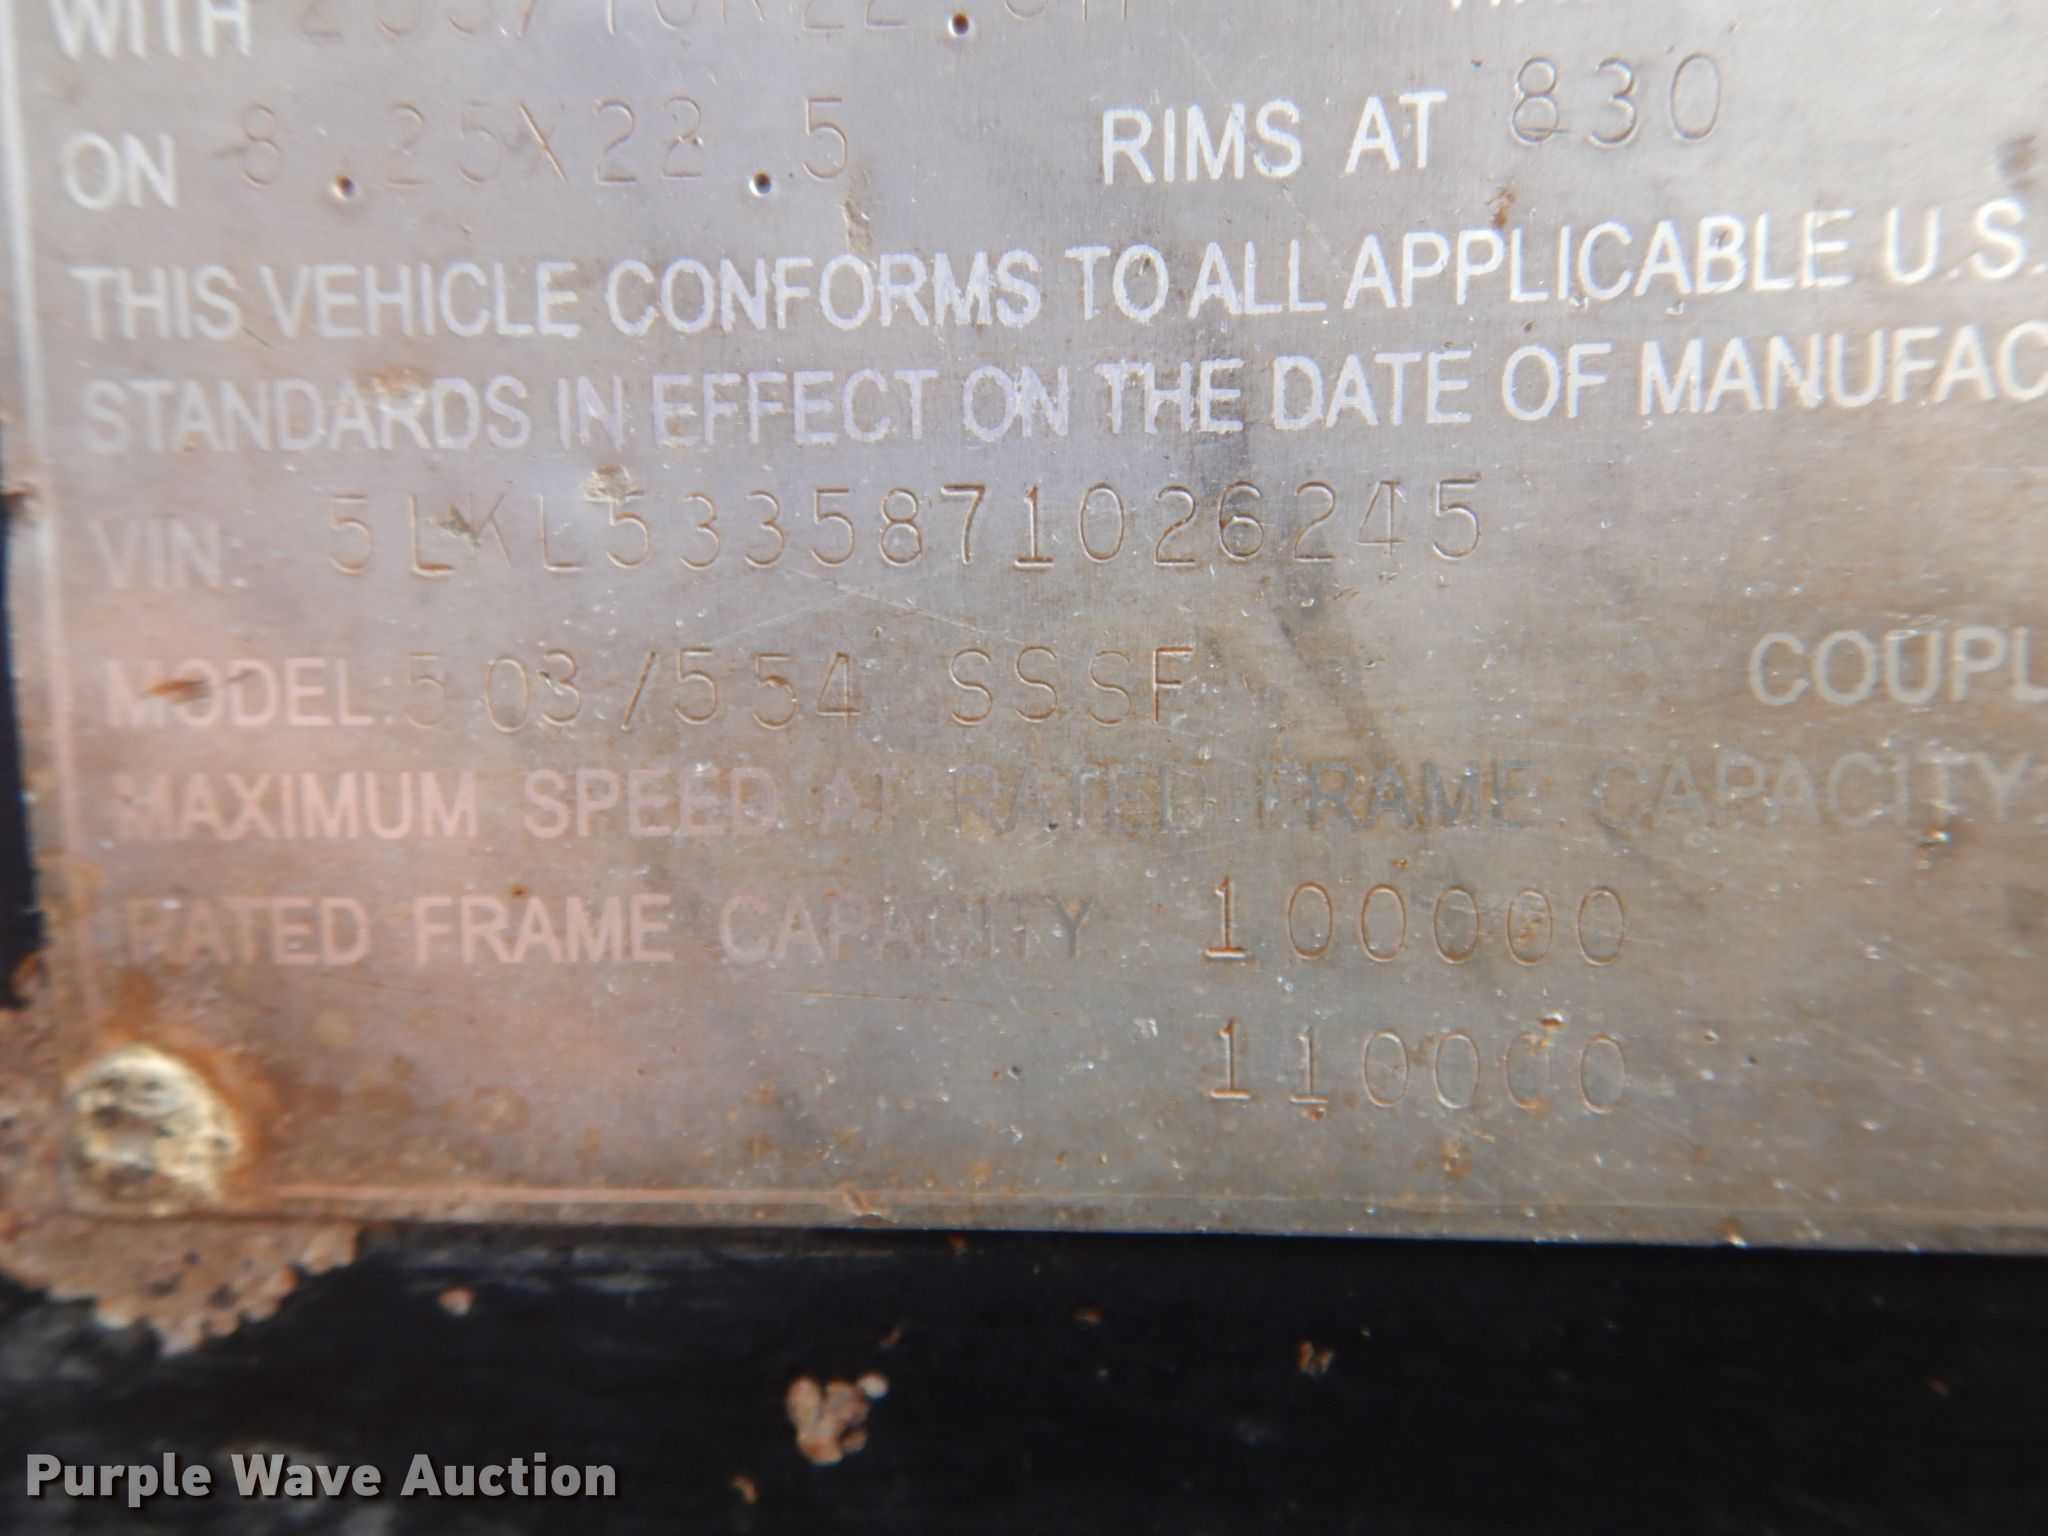 WITH
ON 8.25X22.5 RIMS AT 830
THIS VEHICLE CONFORMS TO ALL APPLICABLE U.S.
STANDARDS IN EFFECT ON THE DATE OF MANUFAC
VIN: 5LKL5335871026245
MODEL: 503/554 SSSF COUPL
MAXIMUM SPEED AT RATED FRAME CAPACITY:
RATED FRAME CAPACITY 100000
110000
Purple Wave Auction